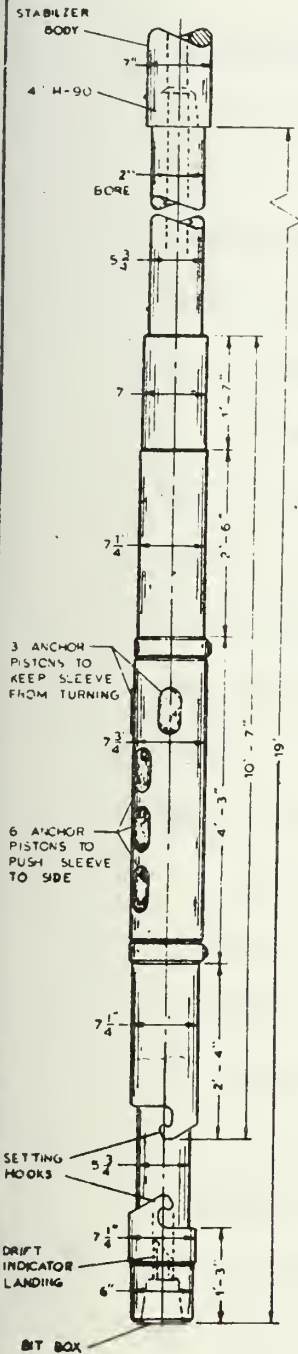 STABILZER
BODY
7"
4" H-90
2"
BORE
5 3/4
7
1'-7"
7 1/4"
2'-6"
3 ANCHOR
PISTONS TO
KEEP SLEEVE
FROM TURNING
7 3/4"
10'-7"
19'
4'-3"
6 ANCHOR
PISTONS TO
PUSH SLEEVE
TO SIDE
7 1/4"
2'-4"
SETTING
HOOKS
5 3/4
7 1/4"
DRIFT
INDICATOR
LANDING
6"
1'-3"
BIT BOX